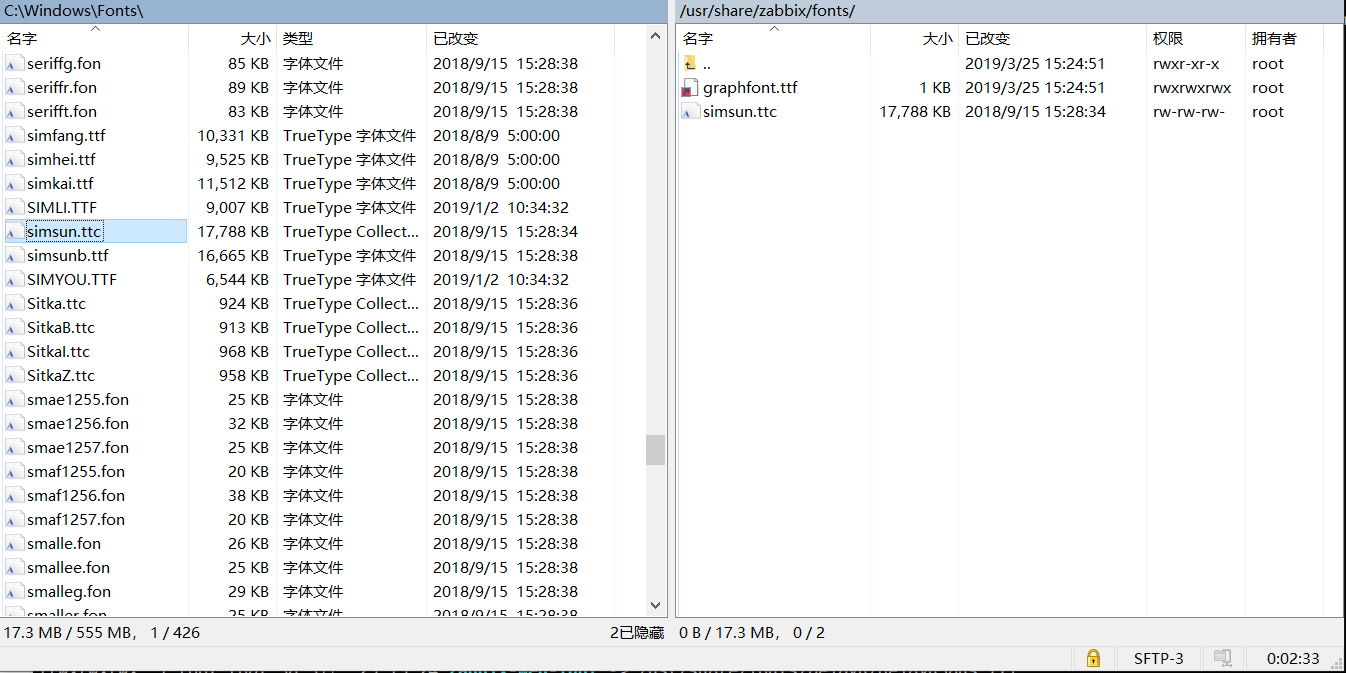 C:\Windows\Fonts\
名字 大小 类型 已改变
seriffg.fon 85 KB 字体文件 2018/9/15 15:28:38
seriffr.fon 89 KB 字体文件 2018/9/15 15:28:38
serifft.fon 83 KB 字体文件 2018/9/15 15:28:38
simfang.ttf 10,331 KB TrueType 字体文件 2018/8/9 5:00:00
simhei.ttf 9,525 KB TrueType 字体文件 2018/8/9 5:00:00
simkai.ttf 11,512 KB TrueType 字体文件 2018/8/9 5:00:00
SIMLI.TTF 9,007 KB TrueType 字体文件 2019/1/2 10:34:32
simsun.ttc 17,788 KB TrueType Collect... 2018/9/15 15:28:34
simsunb.ttf 16,665 KB TrueType 字体文件 2018/9/15 15:28:38
SIMYOU.TTF 6,544 KB TrueType 字体文件 2019/1/2 10:34:32
Sitka.ttc 924 KB TrueType Collect... 2018/9/15 15:28:36
SitkaB.ttc 913 KB TrueType Collect... 2018/9/15 15:28:36
SitkaI.ttc 968 KB TrueType Collect... 2018/9/15 15:28:36
SitkaZ.ttc 958 KB TrueType Collect... 2018/9/15 15:28:36
smae1255.fon 25 KB 字体文件 2018/9/15 15:28:38
smae1256.fon 32 KB 字体文件 2018/9/15 15:28:38
smae1257.fon 25 KB 字体文件 2018/9/15 15:28:38
smaf1255.fon 20 KB 字体文件 2018/9/15 15:28:38
smaf1256.fon 38 KB 字体文件 2018/9/15 15:28:38
smaf1257.fon 20 KB 字体文件 2018/9/15 15:28:38
smalle.fon 26 KB 字体文件 2018/9/15 15:28:38
smallee.fon 25 KB 字体文件 2018/9/15 15:28:38
smalleg.fon 29 KB 字体文件 2018/9/15 15:28:38
smaller.fon 25 KB 字体文件 2018/9/15 15:28:38
17.3 MB / 555 MB, 1 / 426 2已隐藏
/usr/share/zabbix/fonts/
名字 大小 已改变 权限 拥有者
.. 2019/3/25 15:24:51 rwxr-xr-x root
graphfont.ttf 1 KB 2019/3/25 15:24:51 rwxrwxrwx root
simsun.ttc 17,788 KB 2018/9/15 15:28:34 rw-rw-rw- root
0 B / 17.3 MB, 0 / 2
SFTP-3 0:02:33